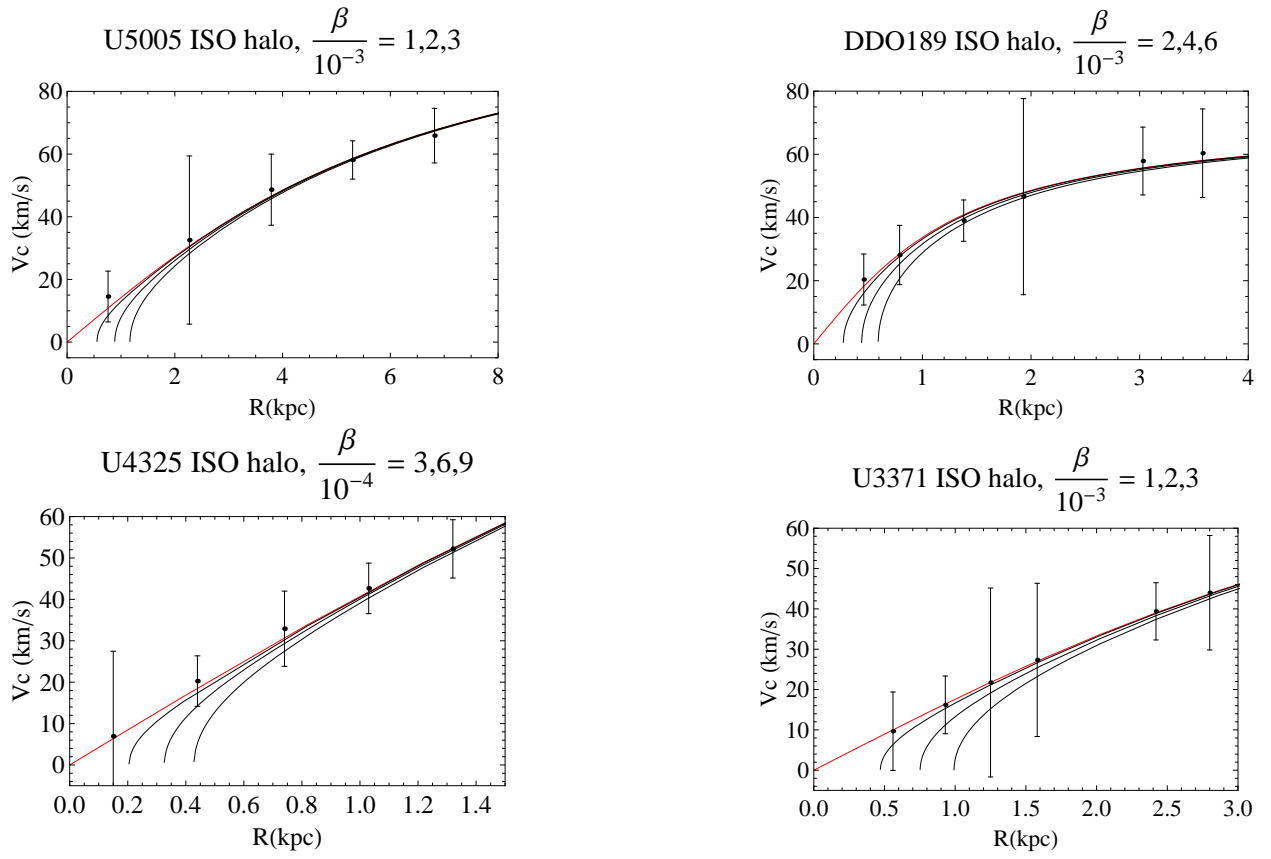 U5005 ISO halo, β/10⁻³ = 1,2,3
80
60
40
20
0
Vc (km/s)
0 2 4 6 8
R(kpc)
DDO189 ISO halo, β/10⁻³ = 2,4,6
80
60
40
20
0
Vc (km/s)
0 1 2 3 4
R(kpc)
U4325 ISO halo, β/10⁻⁴ = 3,6,9
60
50
40
30
20
10
0
Vc (km/s)
0.0 0.2 0.4 0.6 0.8 1.0 1.2 1.4
R(kpc)
U3371 ISO halo, β/10⁻³ = 1,2,3
60
50
40
30
20
10
0
Vc (km/s)
0.0 0.5 1.0 1.5 2.0 2.5 3.0
R(kpc)